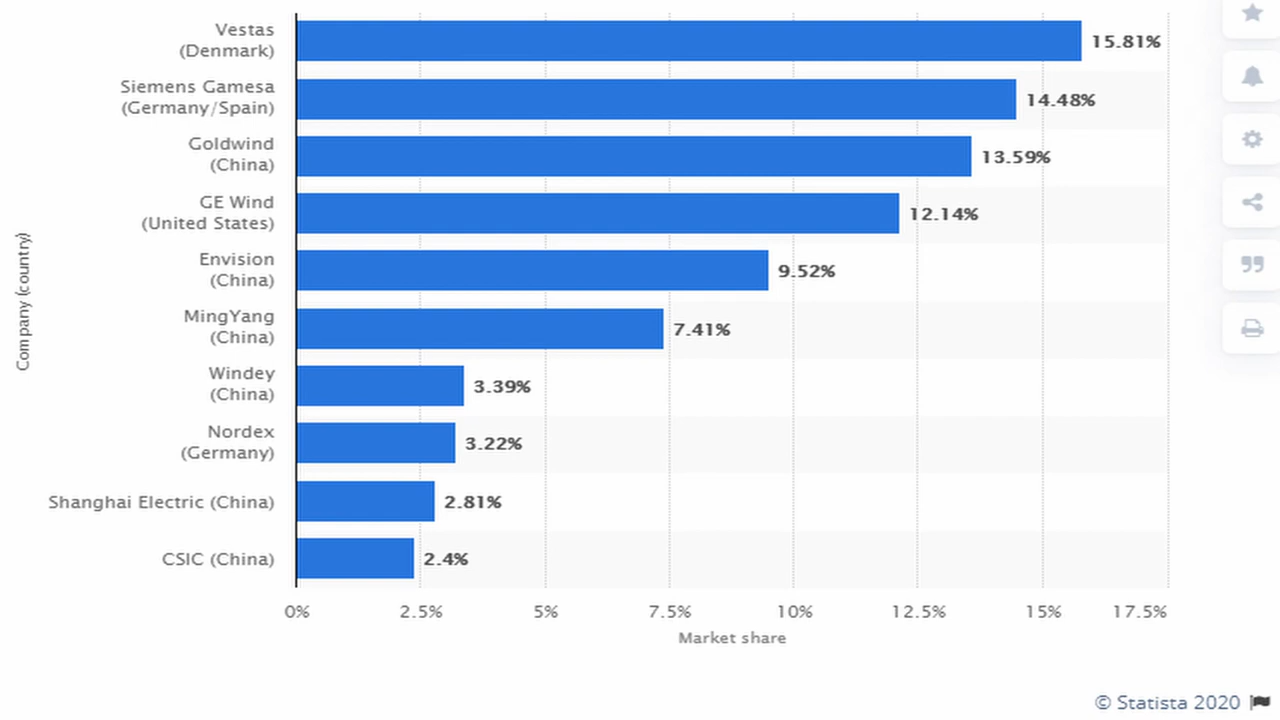 Vestas
(Denmark)
15.81%
Siemens Gamesa
(Germany/Spain)
14.48%
Goldwind
(China)
13.59%
GE Wind
(United States)
12.14%
Envision
(China)
9.52%
MingYang
(China)
7.41%
Windey
(China)
3.39%
Nordex
(Germany)
3.22%
Shanghai Electric (China)
2.81%
CSIC (China)
2.4%
Company (country)
0% 2.5% 5% 7.5% 10% 12.5% 15% 17.5%
Market share
© Statista 2020